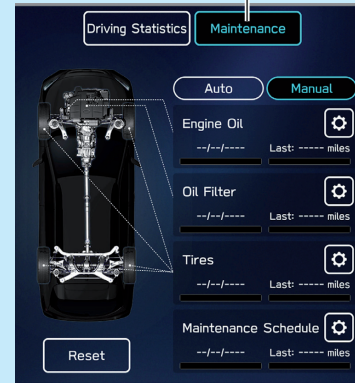 Driving Statistics
Maintenance
Auto
Manual
Engine Oil
--/--/---- Last: ----- miles
Oil Filter
--/--/---- Last: ----- miles
Tires
--/--/---- Last: ----- miles
Maintenance Schedule
--/--/---- Last: ----- miles
Reset